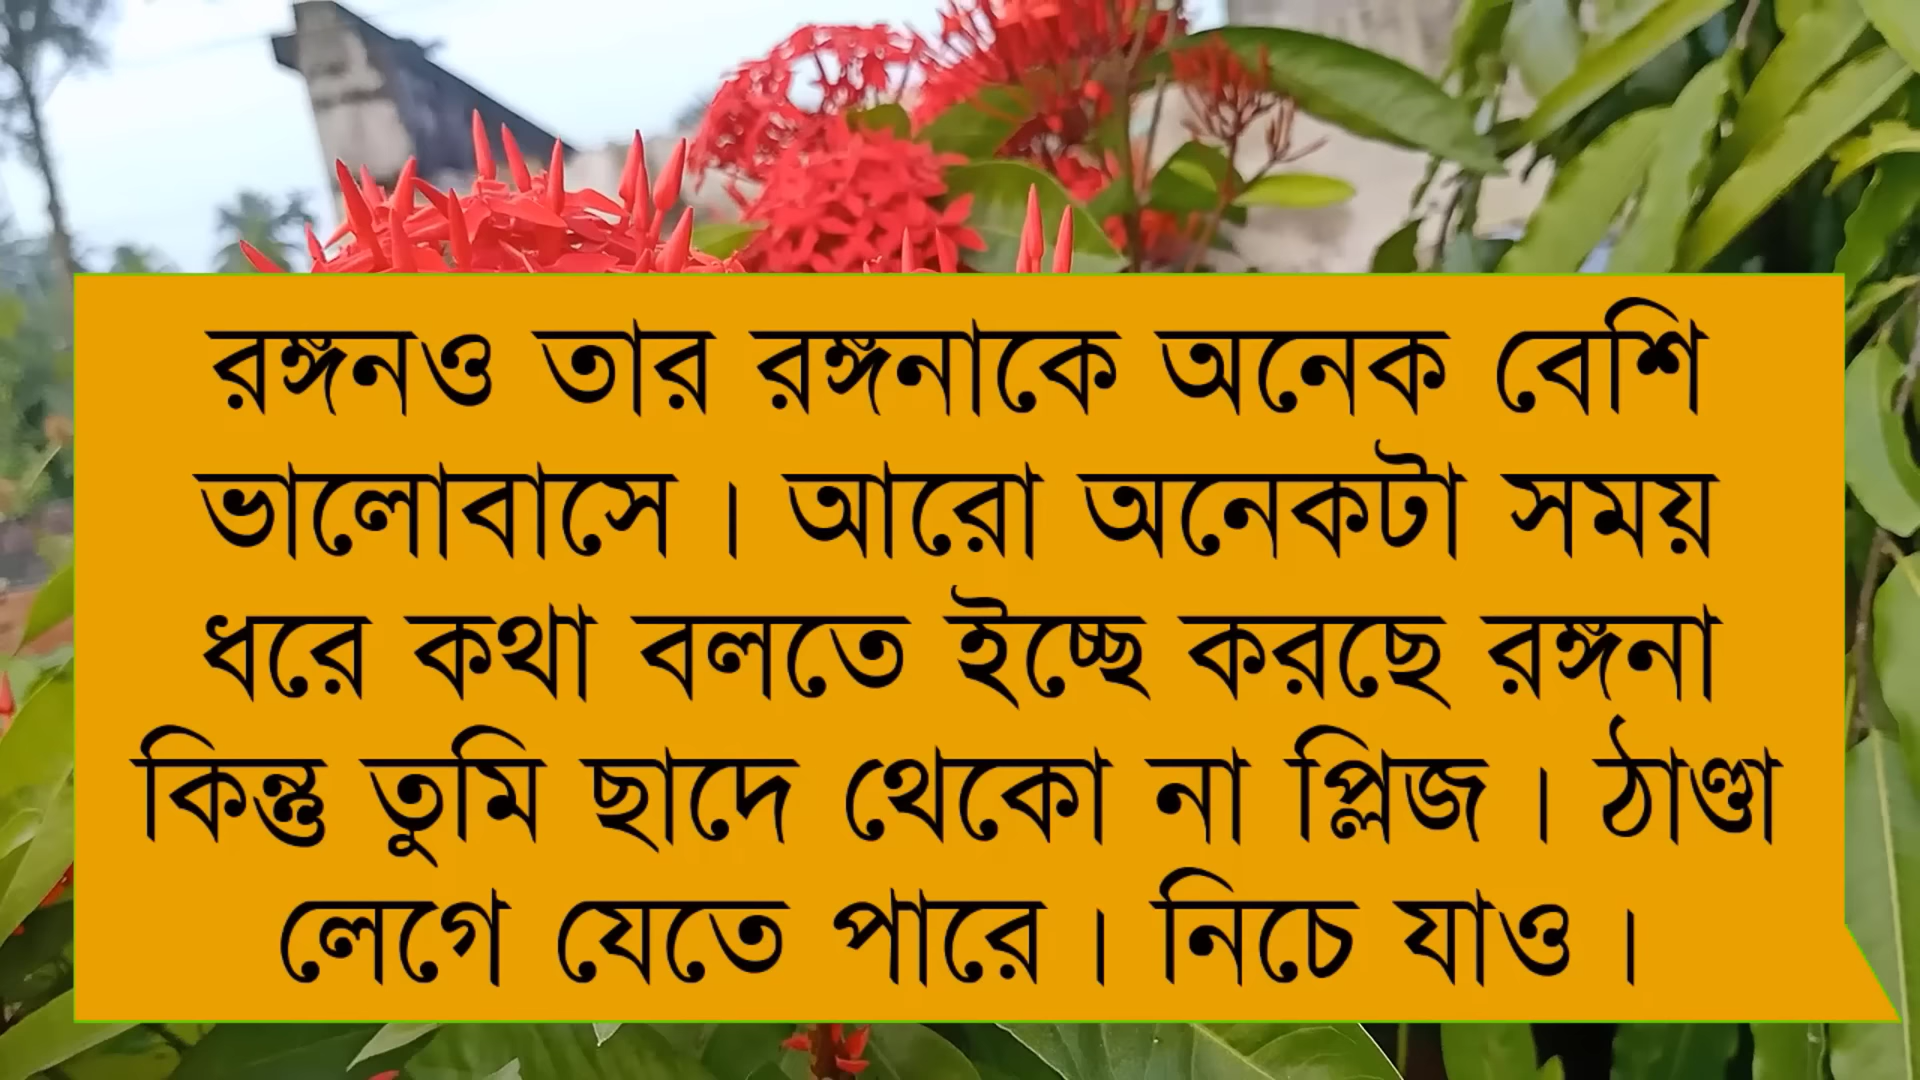 রঙ্গনও তার রঙ্গনাকে অনেক বেশি
ভালোবাসে । আরো অনেকটা সময়
ধরে কথা বলতে ইচ্ছে করছে রঙ্গনা
কিন্তু তুমি ছাদে থেকো না প্লিজ । ঠাণ্ডা
লেগে যেতে পারে । নিচে যাও ।